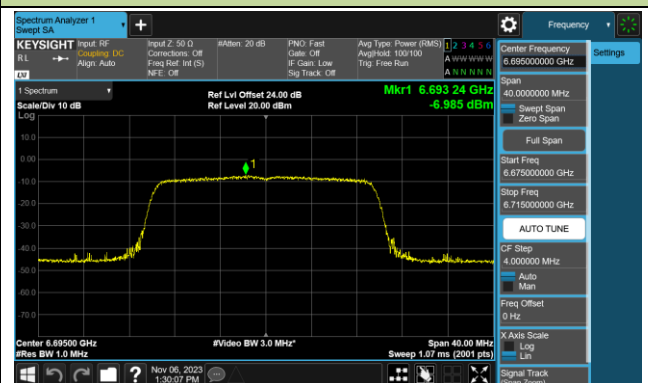 Spectrum Analyzer 1
Swept SA
+
Frequency
KEYSIGHT
RL
Input: RF
Coupling: DC
Align: Auto
Input Z: 50 Ω
Corrections: Off
Freq Ref: Int (S)
NFE: Off
#Atten: 20 dB
PNO: Fast
Gate: Off
IF Gain: Low
Sig Track: Off
Avg Type: Power (RMS)
Avg|Hold: 100/100
Trig: Free Run
1 2 3 4 5 6
A W W W W W
A N N N N N
LXI
1 Spectrum
Scale/Div 10 dB
Log
Ref Lvl Offset 24.00 dB
Ref Level 20.00 dBm
Mkr1 6.693 24 GHz
-6.985 dBm
10.0
0.00
-10.0
-20.0
-30.0
-40.0
-50.0
-60.0
-70.0
1
Center 6.69500 GHz
#Res BW 1.0 MHz
#Video BW 3.0 MHz*
Span 40.00 MHz
Sweep 1.07 ms (2001 pts)
Nov 06, 2023
1:30:07 PM
Center Frequency
6.695000000 GHz
Settings
Span
40.0000000 MHz
Swept Span
Zero Span
Full Span
Start Freq
6.675000000 GHz
Stop Freq
6.715000000 GHz
AUTO TUNE
CF Step
4.000000 MHz
Auto
Man
Freq Offset
0 Hz
X Axis Scale
Log
Lin
Signal Track
(Span Zoom)